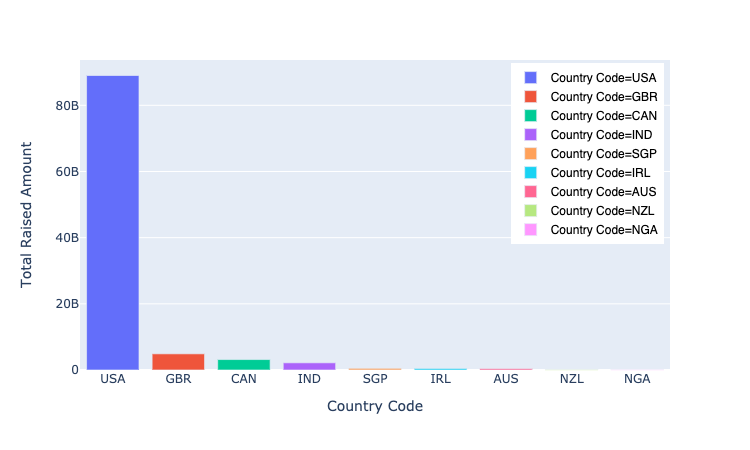 Country Code=USA
Country Code=GBR
Country Code=CAN
Country Code=IND
Country Code=SGP
Country Code=IRL
Country Code=AUS
Country Code=NZL
Country Code=NGA
80B
60B
40B
20B
0
Total Raised Amount
USA GBR CAN IND SGP IRL AUS NZL NGA
Country Code